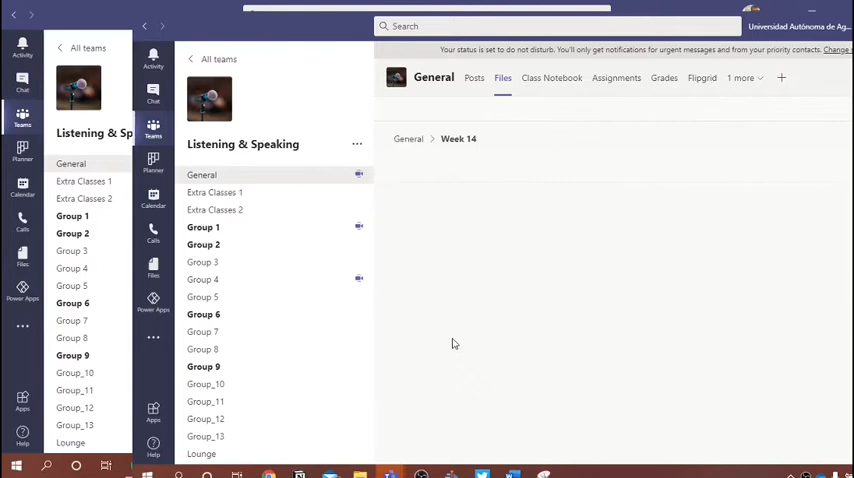 Activity
Chat
Teams
Planner
Calendar
Calls
Files
Power Apps
Apps
Help
All teams
Listening & Sp
General
Extra Classes 1
Extra Classes 2
Group 1
Group 2
Group 3
Group 4
Group 5
Group 6
Group 7
Group 8
Group 9
Group_10
Group_11
Group_12
Group_13
Lounge
Search
Universidad Autónoma de Ag...
Your status is set to do not disturb. You'll only get notifications for urgent messages and from your priority contacts. Change
Activity
Chat
Teams
Planner
Calendar
Calls
Files
Power Apps
Apps
Help
All teams
Listening & Speaking
General
Extra Classes 1
Extra Classes 2
Group 1
Group 2
Group 3
Group 4
Group 5
Group 6
Group 7
Group 8
Group 9
Group_10
Group_11
Group_12
Group_13
Lounge
General Posts Files Class Notebook Assignments Grades Flipgrid 1 more
General > Week 14